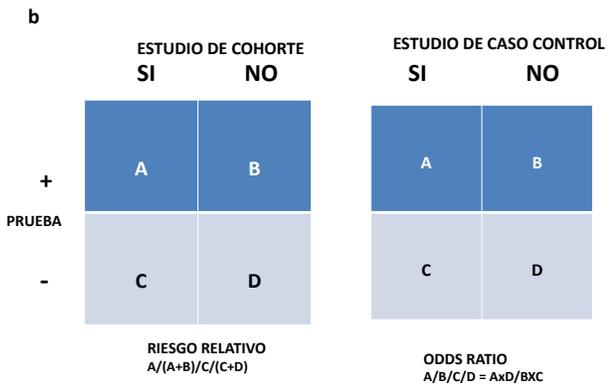 b
ESTUDIO DE COHORTE
SI NO
A B
+
PRUEBA
-
C D
RIESGO RELATIVO
A/(A+B)/C/(C+D)
ESTUDIO DE CASO CONTROL
SI NO
A B
C D
ODDS RATIO
A/B/C/D = AxD/BXC